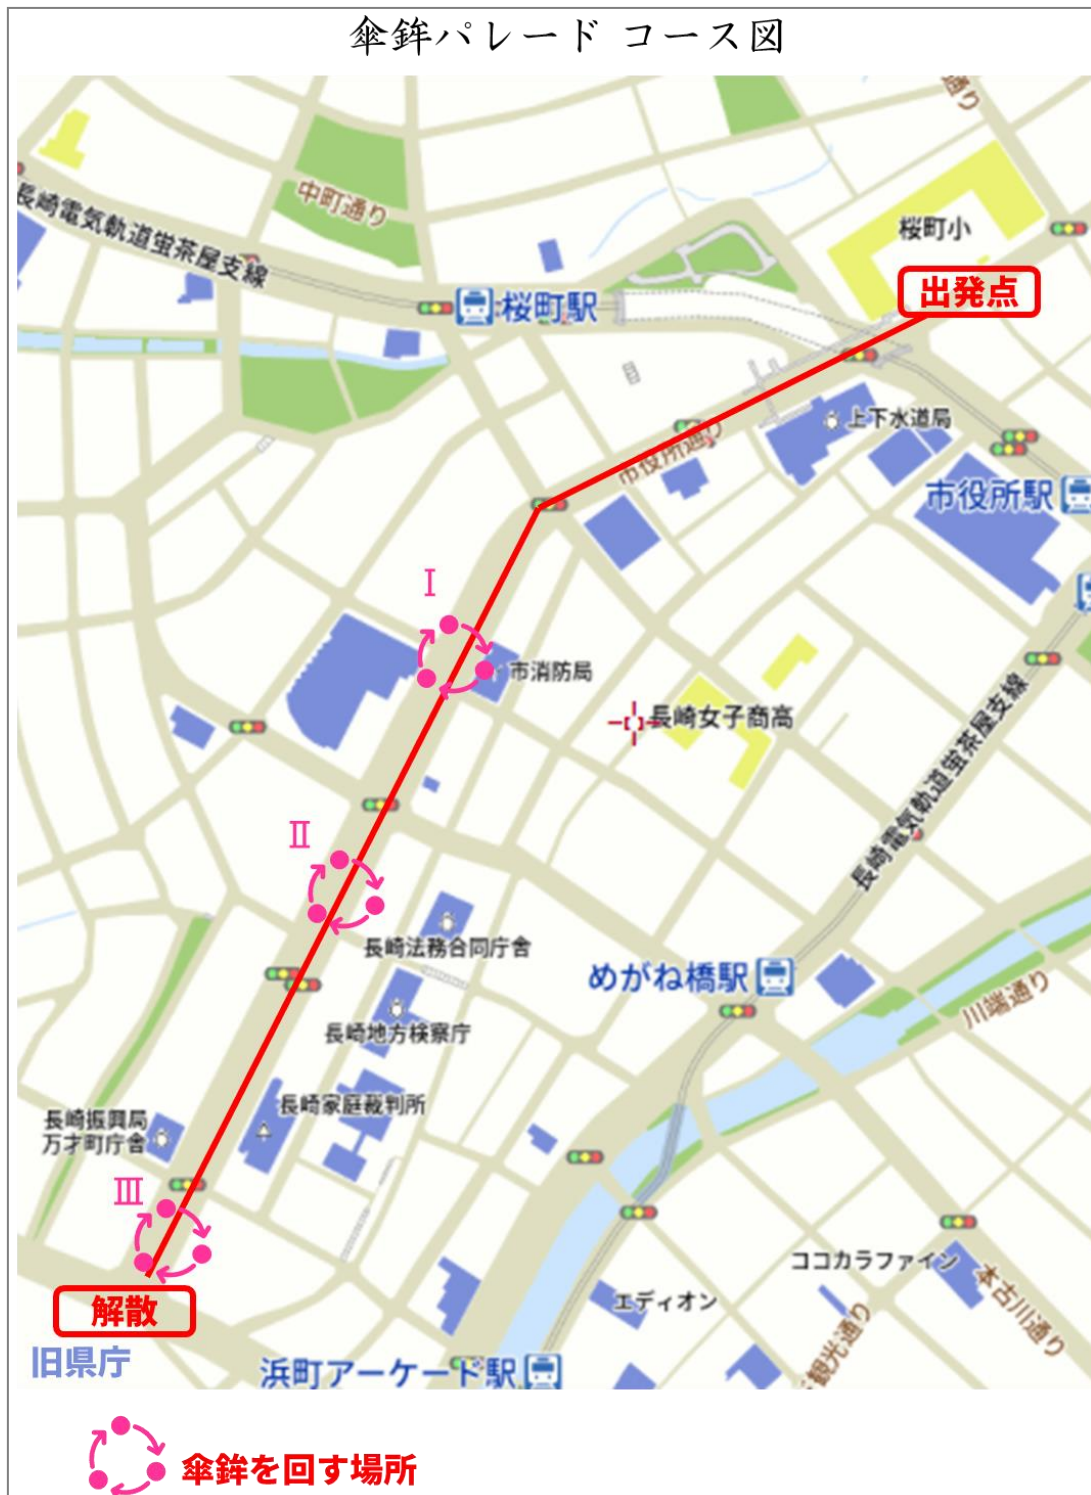 傘鉾パレード コース図
通り
中町通り
長崎電気軌道蛍茶屋支線
桜町小
出発点
桜町駅
上下水道局
市役所通り
市役所駅
Ⅰ
市消防局
長崎女子商高
長崎電気軌道蛍茶屋支線
Ⅱ
長崎法務合同庁舎
めがね橋駅
川端通り
長崎地方検察庁
長崎家庭裁判所
長崎振興局
万才町庁舎
Ⅲ
ココカラファイン
エディオン
本古川通り
観光通り
解散
旧県庁
浜町アーケード駅
傘鉾を回す場所